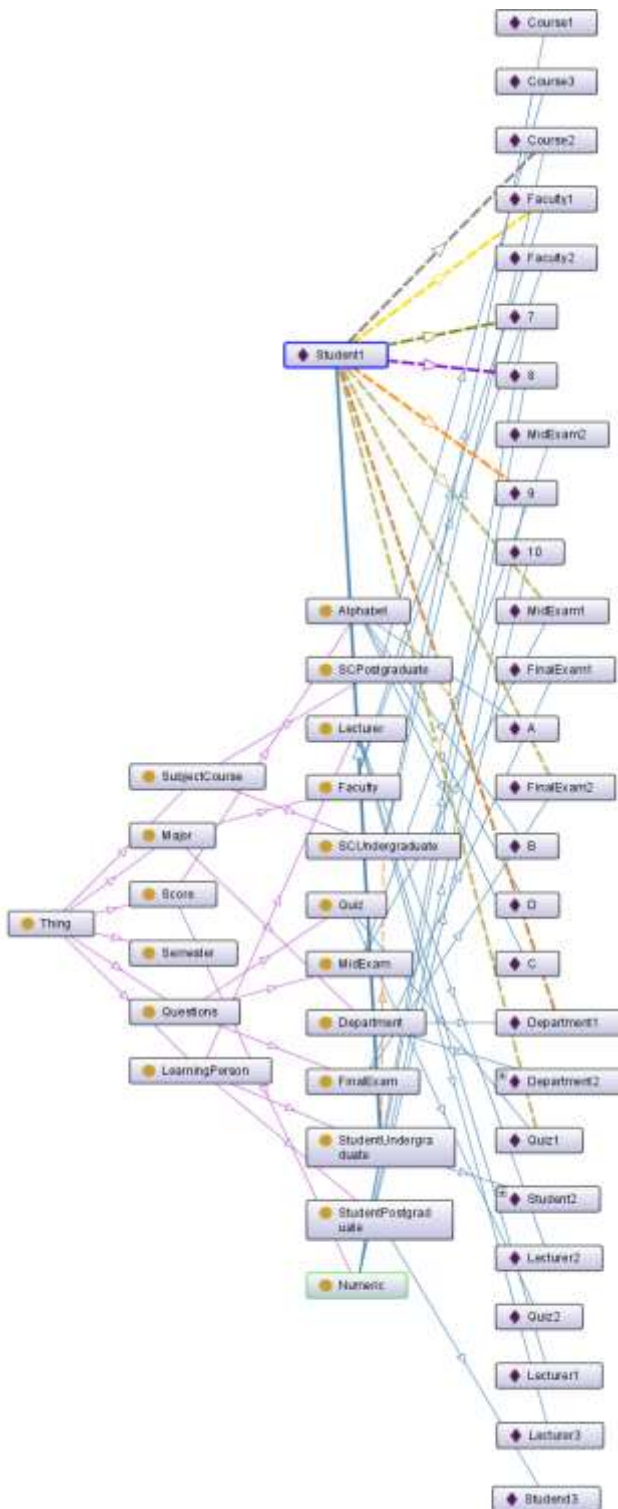 Course1
Course3
Course2
Faculty1
Faculty2
7
Student1
8
MidExam2
9
10
Alphabet
MidExam1
SCPostgraduate
FinalExam1
Lecturer
A
SubjectCourse
Faculty
FinalExam2
Major
SCUndergraduate
B
Score
Quiz
D
Thing
Semester
MidExam
C
Questions
Department
Department1
LearningPerson
FinalExam
Department2
StudentUndergra
duate
Quiz1
Student2
StudentPostgrad
uate
Lecturer2
Numeric
Quiz2
Lecturer1
Lecturer3
Studend3